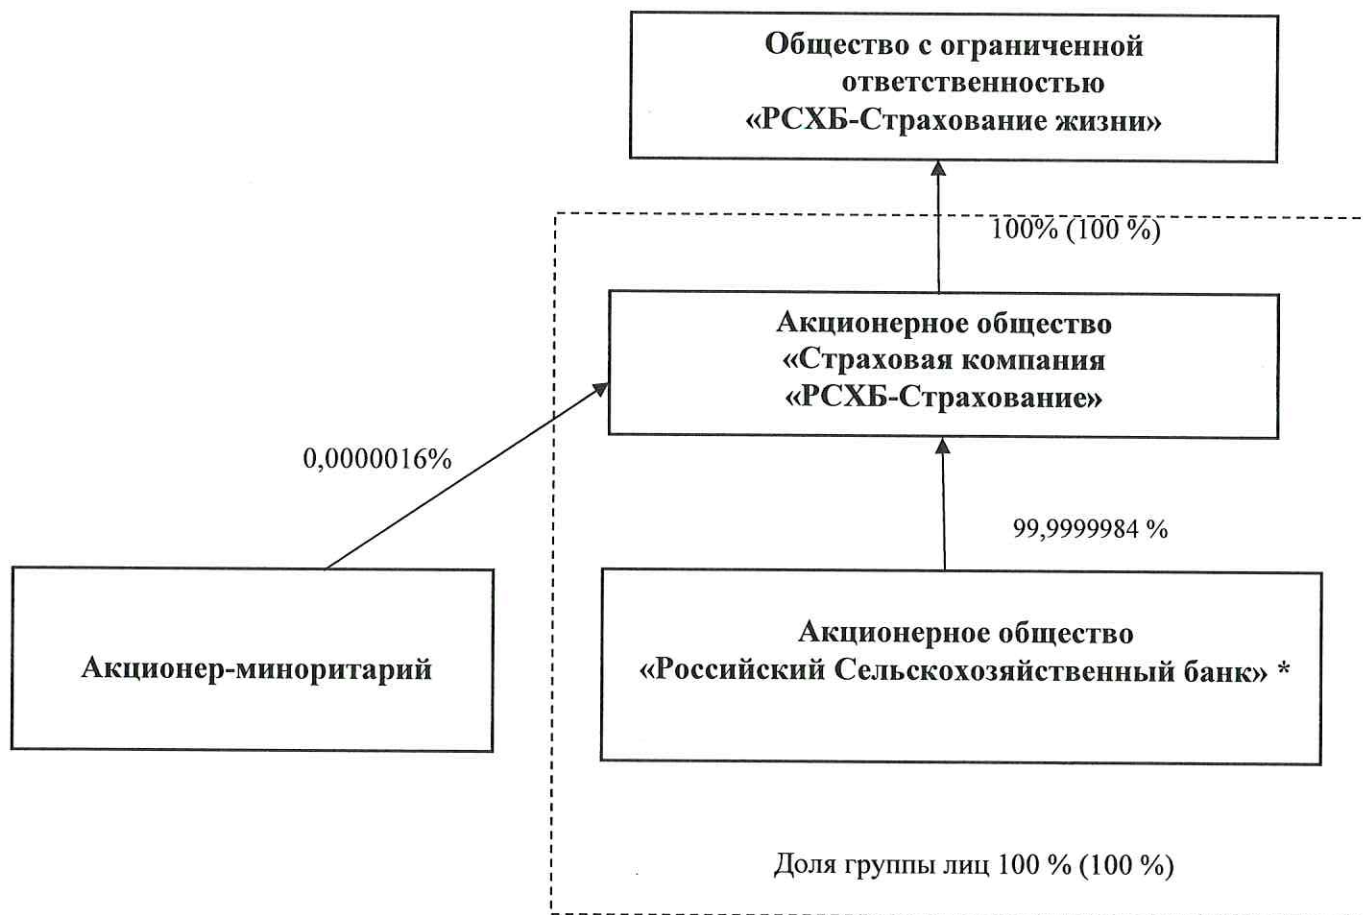 Общество с ограниченной
ответственностью
«РСХБ-Страхование жизни»
100% (100 %)
Акционерное общество
«Страховая компания
«РСХБ-Страхование»
0,0000016%
99,9999984 %
Акционер-миноритарий
Акционерное общество
«Российский Сельскохозяйственный банк» *
Доля группы лиц 100 % (100 %)